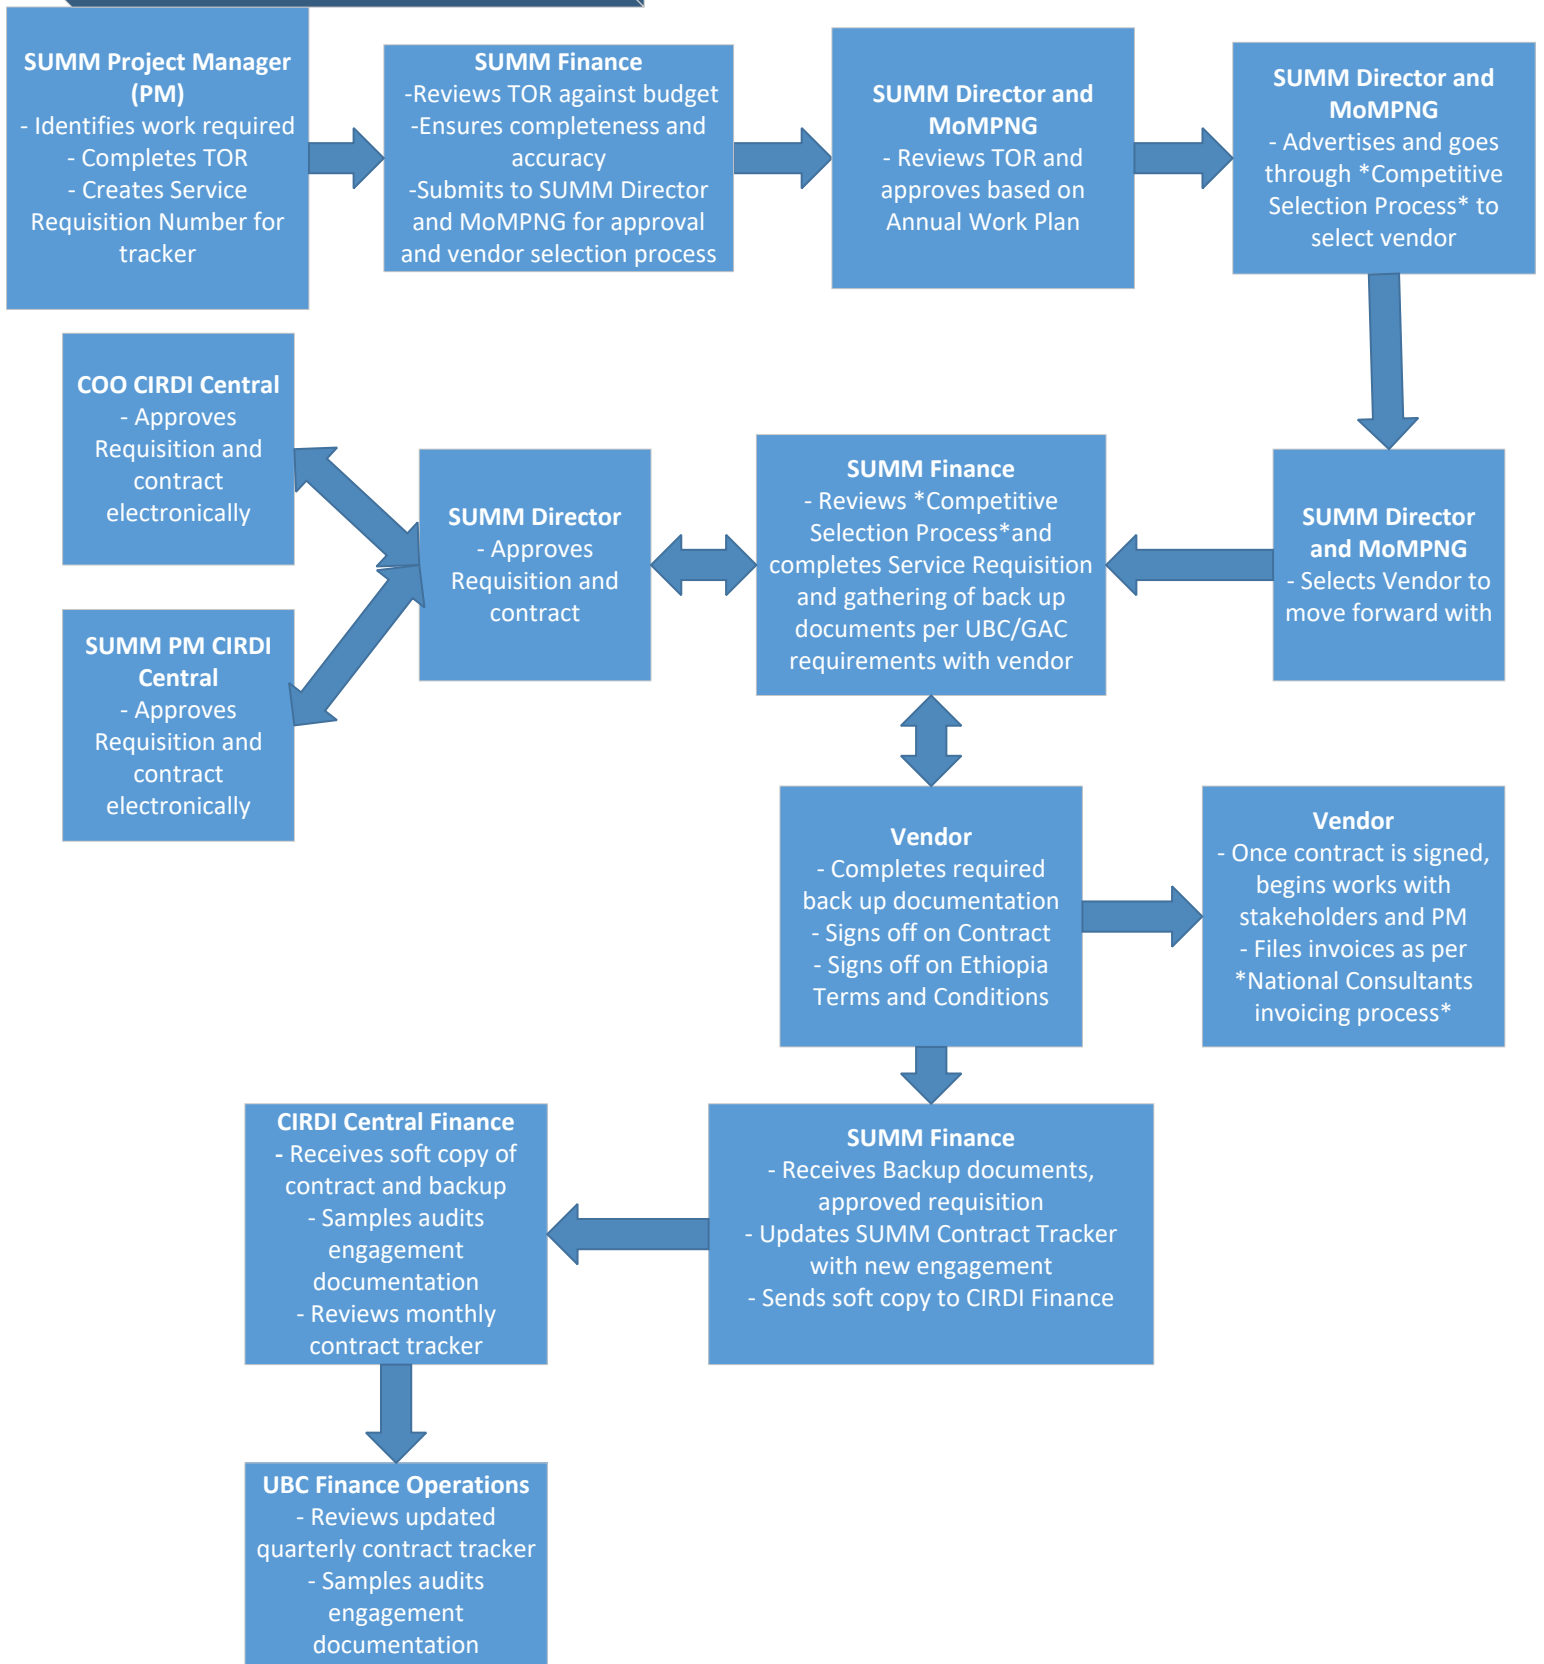 SUMM Project Manager
(PM)
- Identifies work required
- Completes TOR
- Creates Service
Requisition Number for
tracker
SUMM Finance
-Reviews TOR against budget
-Ensures completeness and
accuracy
-Submits to SUMM Director
and MoMPNG for approval
and vendor selection process
SUMM Director and
MoMPNG
- Reviews TOR and
approves based on
Annual Work Plan
SUMM Director and
MoMPNG
- Advertises and goes
through *Competitive
Selection Process* to
select vendor
COO CIRDI Central
- Approves
Requisition and
contract
electronically
SUMM PM CIRDI
Central
- Approves
Requisition and
contract
electronically
SUMM Director
- Approves
Requisition and
contract
SUMM Finance
- Reviews *Competitive
Selection Process*and
completes Service Requisition
and gathering of back up
documents per UBC/GAC
requirements with vendor
SUMM Director
and MoMPNG
- Selects Vendor to
move forward with
Vendor
- Completes required
back up documentation
- Signs off on Contract
- Signs off on Ethiopia
Terms and Conditions
Vendor
- Once contract is signed,
begins works with
stakeholders and PM
- Files invoices as per
*National Consultants
invoicing process*
CIRDI Central Finance
- Receives soft copy of
contract and backup
- Samples audits
engagement
documentation
- Reviews monthly
contract tracker
SUMM Finance
- Receives Backup documents,
approved requisition
- Updates SUMM Contract Tracker
with new engagement
- Sends soft copy to CIRDI Finance
UBC Finance Operations
- Reviews updated
quarterly contract tracker
- Samples audits
engagement
documentation